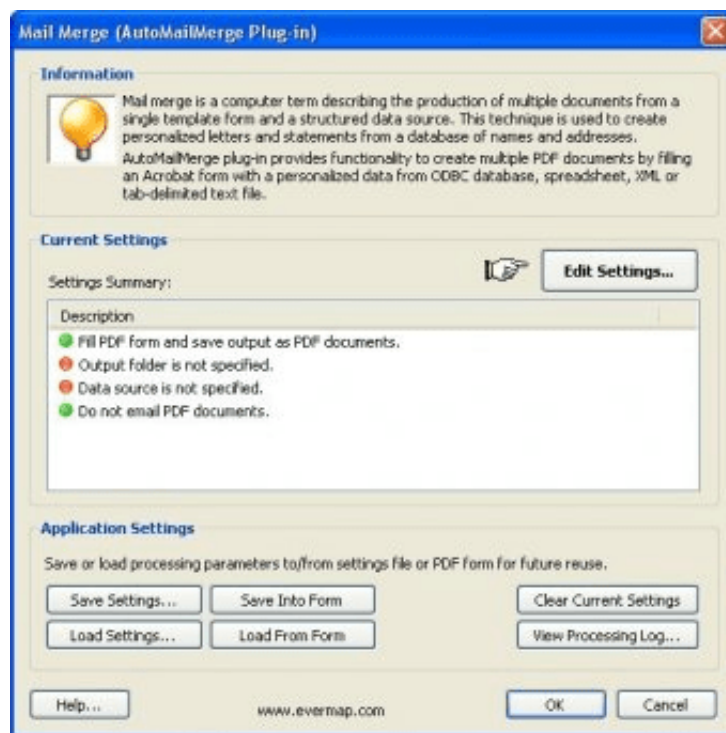 Mail Merge (AutoMailMerge Plug-in)
Information
Mail merge is a computer term describing the production of multiple documents from a
single template form and a structured data source. This technique is used to create
personalized letters and statements from a database of names and addresses.
AutoMailMerge plug-in provides functionality to create multiple PDF documents by filling
an Acrobat form with a personalized data from ODBC database, spreadsheet, XML or
tab-delimited text file.
Current Settings
Edit Settings...
Settings Summary:
Description
Fill PDF form and save output as PDF documents.
Output folder is not specified.
Data source is not specified.
Do not email PDF documents.
Application Settings
Save or load processing parameters to/from settings file or PDF form for future reuse.
Save Settings... Save Into Form Clear Current Settings
Load Settings... Load From Form View Processing Log...
Help... www.evermap.com OK Cancel